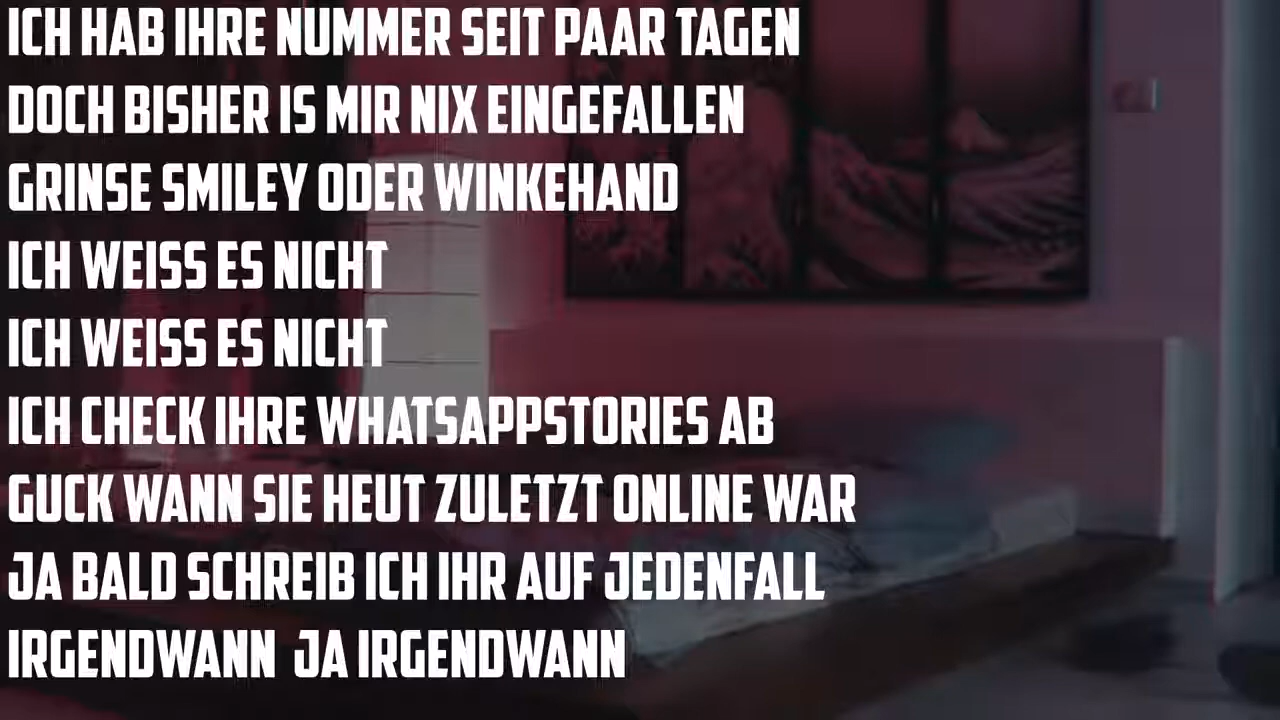 ICH HAB IHRE NUMMER SEIT PAAR TAGEN
DOCH BISHER IS MIR NIX EINGEFALLEN
GRINSE SMILEY ODER WINKEHAND
ICH WEISS ES NICHT
ICH WEISS ES NICHT
ICH CHECK IHRE WHATSAPPSTORIES AB
GUCK WANN SIE HEUT ZULETZT ONLINE WAR
JA BALD SCHREIB ICH IHR AUF JEDENFALL
IRGENDWANN JA IRGENDWANN